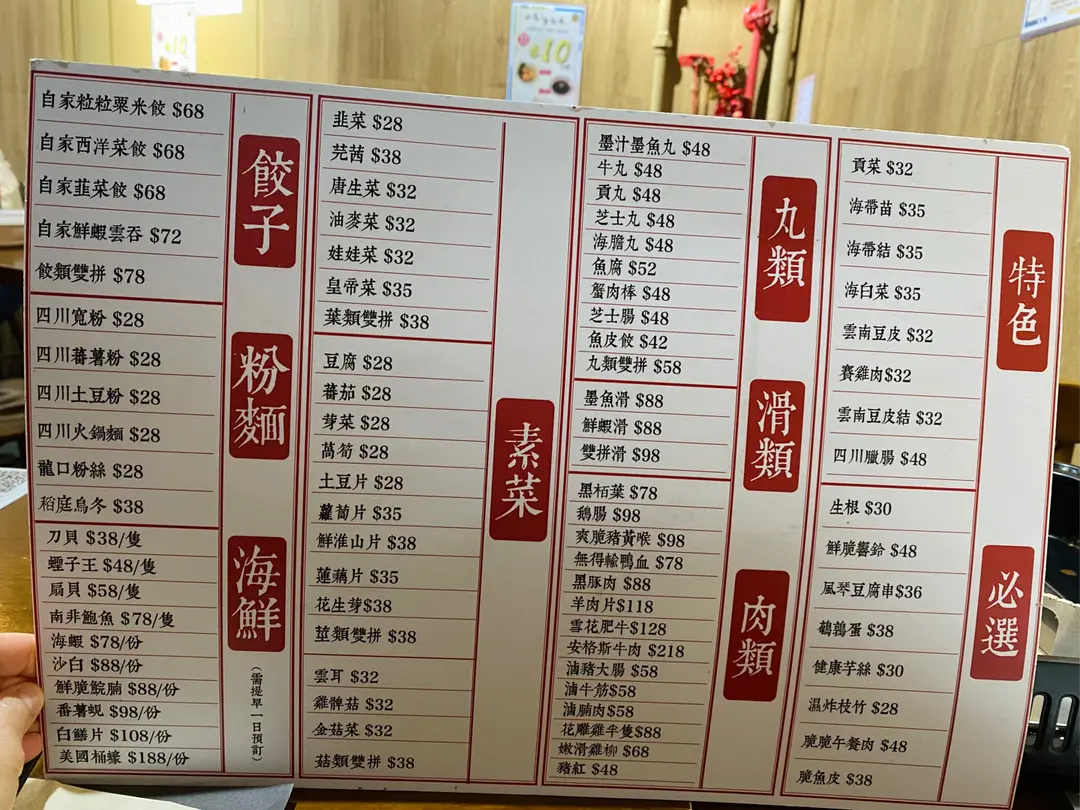 餃子
自家粒粒粟米餃 $68
自家西洋菜餃 $68
自家韮菜餃 $68
自家鮮蝦雲吞 $72
餃類雙拼 $78
粉麵
四川寬粉 $28
四川蕃薯粉 $28
四川土豆粉 $28
四川火鍋麵 $28
龍口粉絲 $28
稻庭烏冬 $38
海鮮
(需提早一日預訂)
刀貝 $38/隻
蟶子王 $48/隻
扇貝 $58/隻
南非鮑魚 $78/隻
海蝦 $78/份
沙白 $88/份
鮮脆鯇腩 $88/份
番薯蜆 $98/份
白鱔片 $108/份
美國桶蠔 $188/份
素菜
韭菜 $28
芫茜 $38
唐生菜 $32
油麥菜 $32
娃娃菜 $32
皇帝菜 $35
葉類雙拼 $38
豆腐 $28
蕃茄 $28
芽菜 $28
萵筍 $28
土豆片 $28
蘿蔔片 $35
鮮淮山片 $38
蓮藕片 $35
花生芽$38
莖類雙拼 $38
雲耳 $32
雞髀菇 $32
金菇菜 $32
菇類雙拼 $38
丸類
墨汁墨魚丸 $48
牛丸 $48
貢丸 $48
芝士丸 $48
海膽丸 $48
魚腐 $52
蟹肉棒 $48
芝士腸 $48
魚皮餃 $42
丸類雙拼 $58
滑類
墨魚滑 $88
鮮蝦滑 $88
雙拼滑 $98
肉類
黑栢葉 $78
鵝腸 $98
爽脆豬黃喉 $98
無得輸鴨血 $78
黑豚肉 $88
羊肉片$118
雪花肥牛$128
安格斯牛肉 $218
滷豬大腸 $58
滷牛筋$58
滷腩肉$58
花雕雞半隻$88
嫩滑雞柳 $68
豬紅 $48
特色
貢菜 $32
海帶苗 $35
海帶結 $35
海白菜 $35
雲南豆皮 $32
賽雞肉$32
雲南豆皮結 $32
四川臘腸 $48
必選
生根 $30
鮮脆響鈴 $48
風琴豆腐串$36
鵪鶉蛋 $38
健康芋絲 $30
濕炸枝竹 $28
脆脆午餐肉 $48
脆魚皮 $38